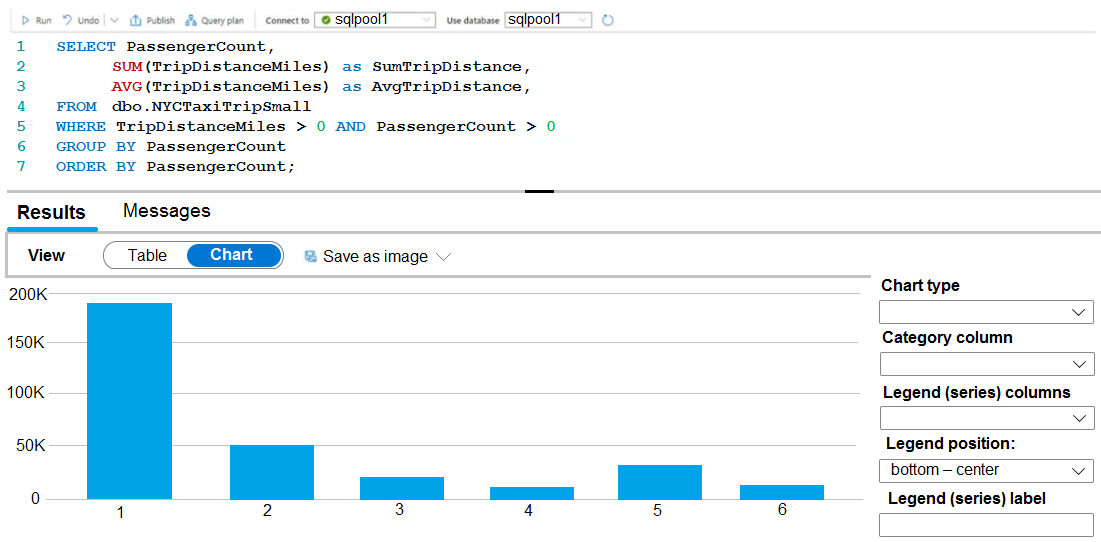 Run Undo Publish Query plan Connect to sqlpool1 Use database sqlpool1
1 SELECT PassengerCount,
2 SUM(TripDistanceMiles) as SumTripDistance,
3 AVG(TripDistanceMiles) as AvgTripDistance,
4 FROM dbo.NYCTaxiTripSmall
5 WHERE TripDistanceMiles > 0 AND PassengerCount > 0
6 GROUP BY PassengerCount
7 ORDER BY PassengerCount;
Results Messages
View Table Chart Save as image
200K
150K
100K
50K
0
1 2 3 4 5 6
Chart type
Category column
Legend (series) columns
Legend position:
bottom – center
Legend (series) label